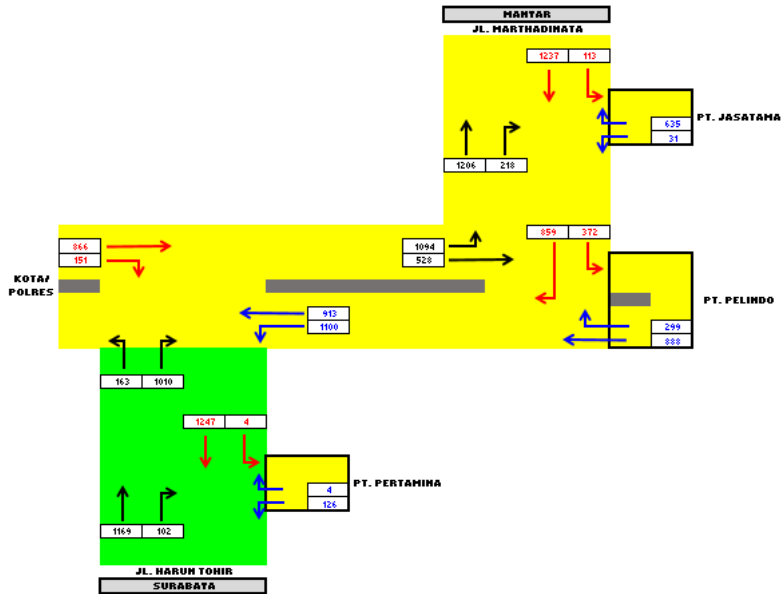 MANTAR
JL. MARTHADINATA
1237 113
PT. JASATAMA
635
31
1206 218
866
151
1094
528
859 372
KOTA/
POLRES
PT. PELINDO
913
1100
299
888
163 1010
1247 4
PT. PERTAMINA
4
126
1169 102
JL. HARUN TOHIR
SURABATA